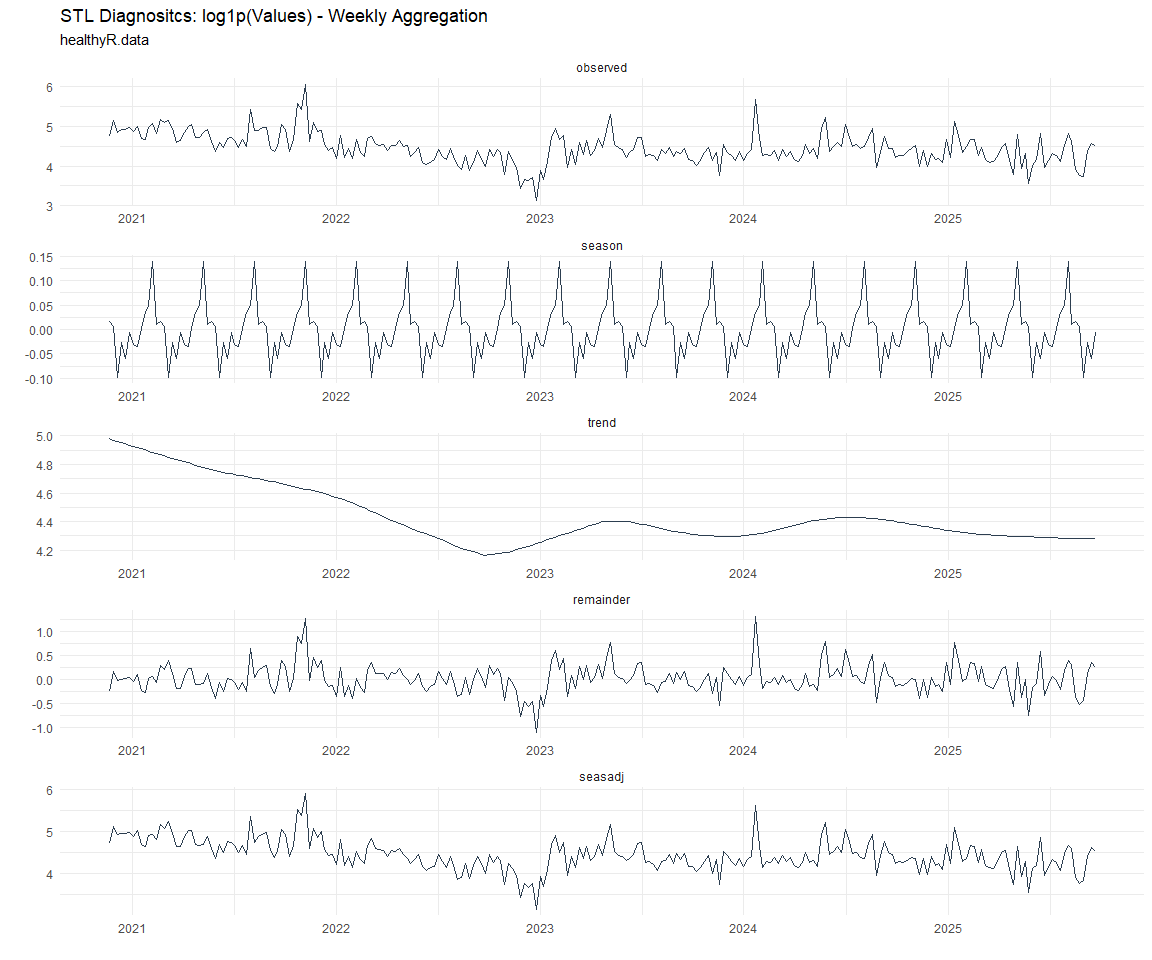 STL Diagnositcs: log1p(Values) - Weekly Aggregation
healthyR.data
observed
6
5
4
3
2021 2022 2023 2024 2025
season
0.15
0.10
0.05
0.00
-0.05
-0.10
2021 2022 2023 2024 2025
trend
5.0
4.8
4.6
4.4
4.2
2021 2022 2023 2024 2025
remainder
1.0
0.5
0.0
-0.5
-1.0
2021 2022 2023 2024 2025
seasadj
6
5
4
2021 2022 2023 2024 2025